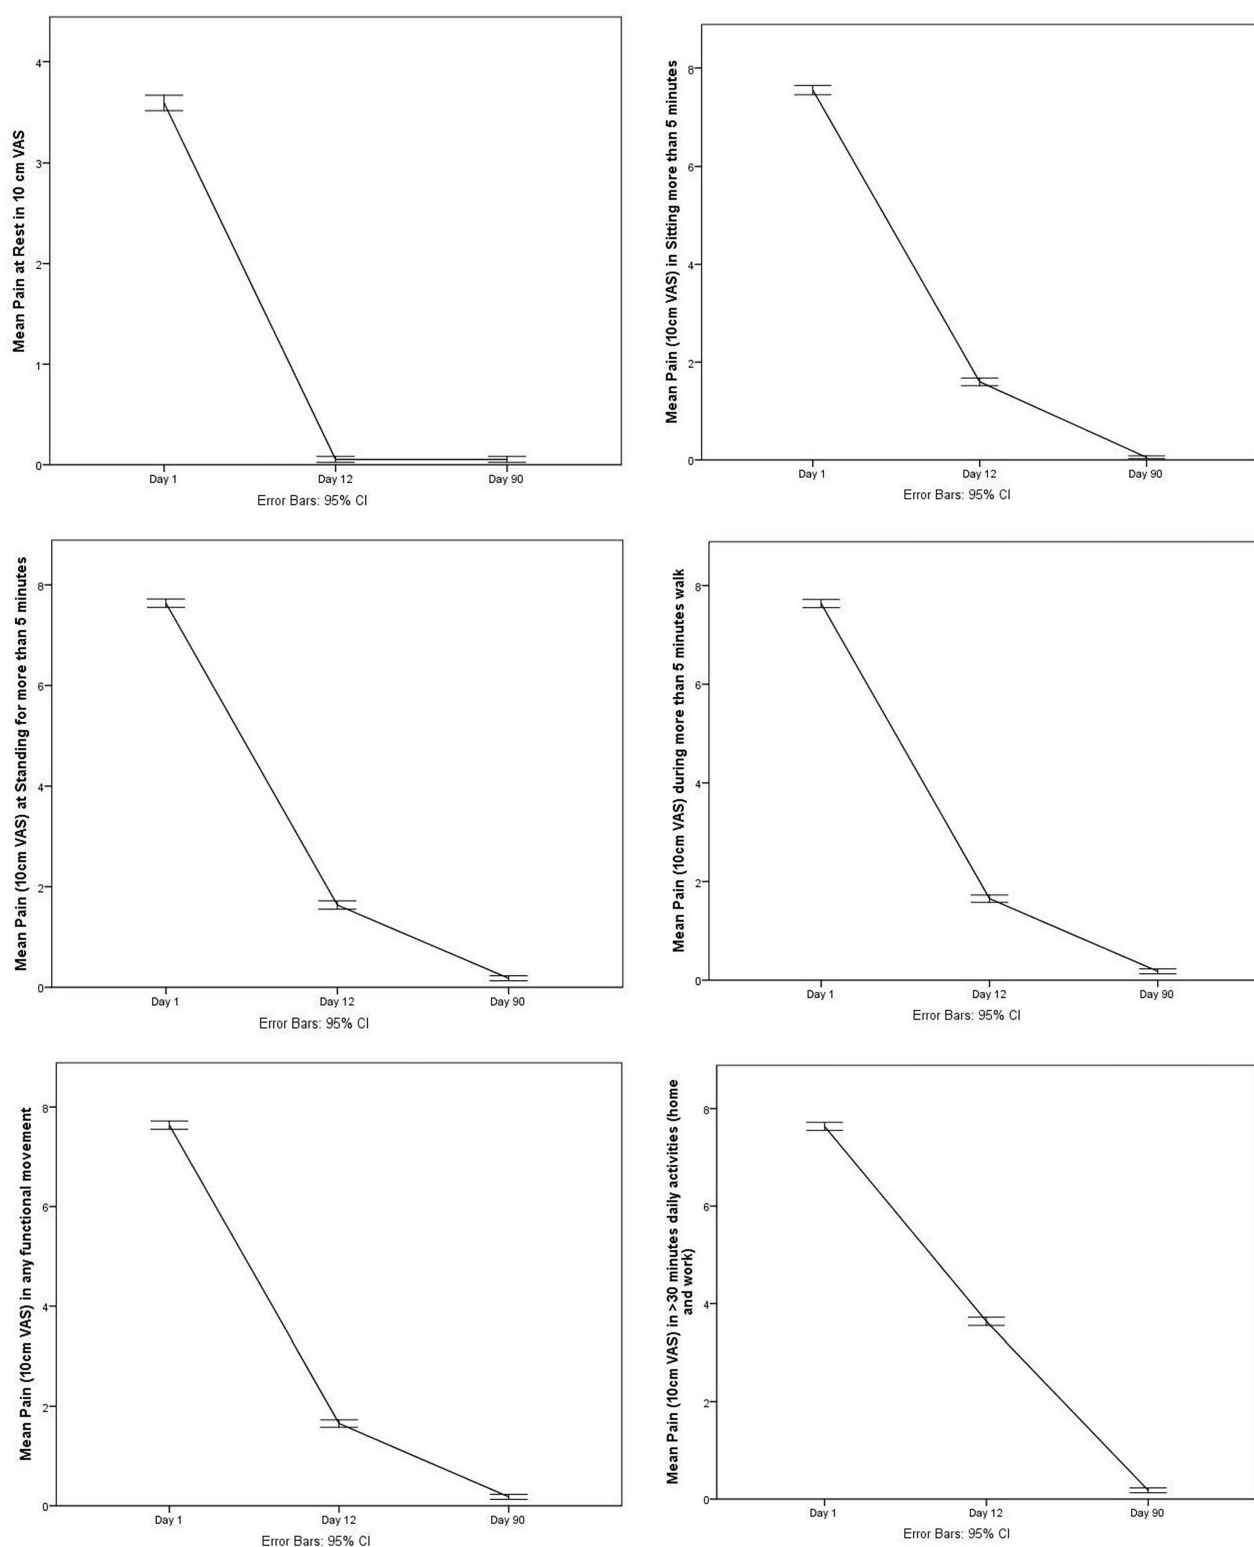 Mean Pain at Rest in 10 cm VAS
4
3
2
1
0
Day 1
Day 12
Day 90
Error Bars: 95% CI
Mean Pain (10cm VAS) in Sitting more than 5 minutes
8
6
4
2
0
Day 1
Day 12
Day 90
Error Bars: 95% CI
Mean Pain (10cm VAS) at Standing for more than 5 minutes
8
6
4
2
0
Day 1
Day 12
Day 90
Error Bars: 95% CI
Mean Pain (10cm VAS) during more than 5 minutes walk
8
6
4
2
0
Day 1
Day 12
Day 90
Error Bars: 95% CI
Mean Pain (10cm VAS) in any functional movement
8
6
4
2
0
Day 1
Day 12
Day 90
Error Bars: 95% CI
Mean Pain (10cm VAS) in >30 minutes daily activities (home
and work)
8
6
4
2
0
Day 1
Day 12
Day 90
Error Bars: 95% CI